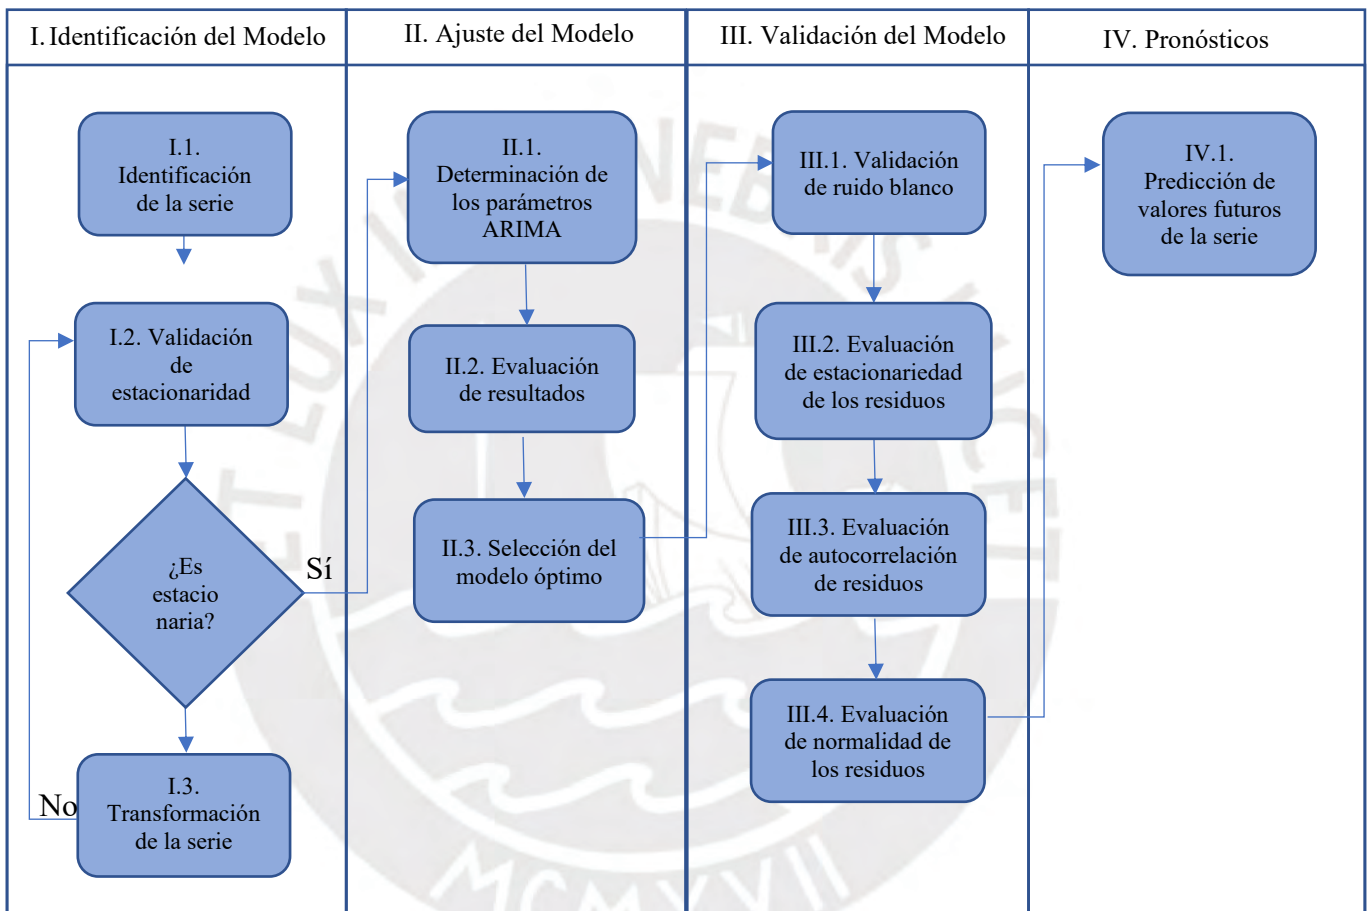 I. Identificación del Modelo
II. Ajuste del Modelo
III. Validación del Modelo
IV. Pronósticos
I.1.
Identificación
de la serie
I.2. Validación
de
estacionaridad
¿Es
estacio
naria?
Sí
I.3.
Transformación
de la serie
No
II.1.
Determinación de
los parámetros
ARIMA
II.2. Evaluación
de resultados
II.3. Selección del
modelo óptimo
III.1. Validación
de ruido blanco
III.2. Evaluación
de estacionariedad
de los residuos
III.3. Evaluación
de autocorrelación
de residuos
III.4. Evaluación
de normalidad de
los residuos
IV.1.
Predicción de
valores futuros
de la serie
MCMXVII